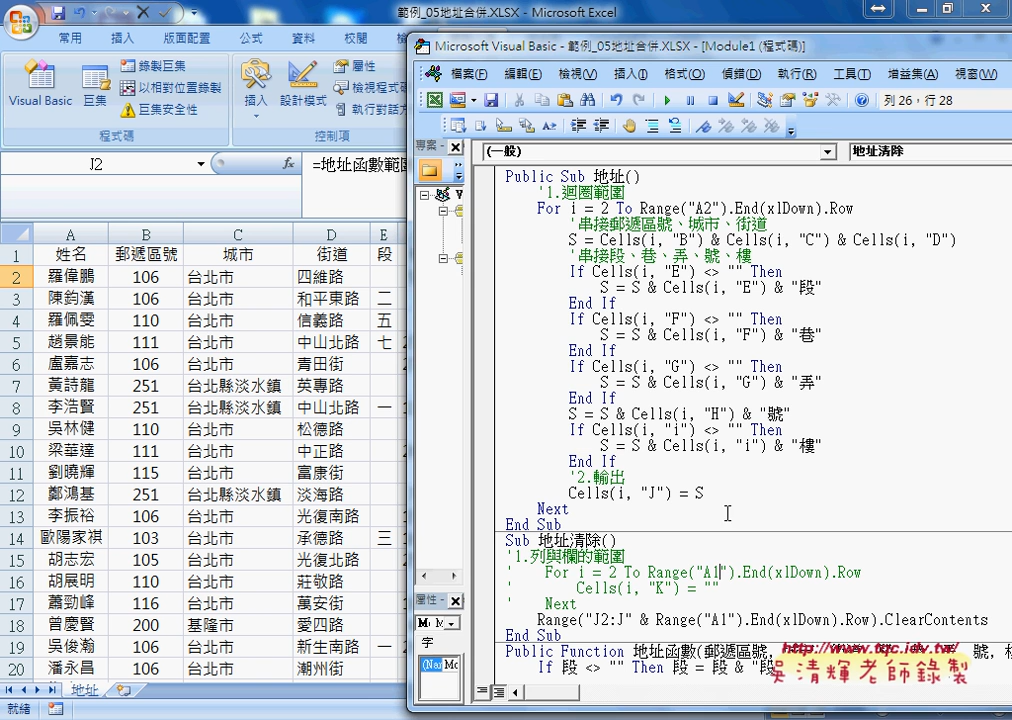 範例_05地址合併.XLSX - Microsoft Excel
常用 插入 版面配置 公式 資料 校閱
Visual Basic 巨集 錄製巨集 以相對位置錄製 巨集安全性 插入 設計模式 屬性 檢視程式碼
程式碼 控制項
J2 fx =地址函數範圍
A B C D E
1 姓名 郵遞區號 城市 街道 段
2 羅偉鵬 106 台北市 四維路
3 陳鈞漢 106 台北市 和平東路 二
4 羅佩雯 110 台北市 信義路 五
5 趙景能 111 台北市 中山北路 七
6 盧嘉志 106 台北市 青田街
7 黃詩龍 251 台北縣淡水鎮 英專路
8 李浩賢 251 台北縣淡水鎮 中山北路 一
9 吳林健 110 台北市 松德路
10 梁華達 111 台北市 中正路
11 劉曉輝 115 台北市 富康街
12 鄭鴻基 251 台北縣淡水鎮 淡海路
13 李振裕 106 台北市 光復南路
14 歐陽家祺 103 台北市 承德路 三
15 胡志宏 105 台北市 光復北路
16 胡展明 110 台北市 莊敬路
17 蕭勁峰 116 台北市 萬安街
18 曾慶賢 200 基隆市 愛四路
19 吳俊瀚 106 台北市 新生南路 一
20 潘永昌 106 台北市 潮州街
地址
就緒
Microsoft Visual Basic - 範例_05地址合併.XLSX - [Module1 (程式碼)]
檔案(F) 編輯(E) 檢視(V) 插入(I) 格式(O) 偵錯(D) 執行(R) 工具(T) 增益集(A) 視窗(W)
列 26，行 28
專案 -
(一般) 地址清除
屬性 -
Public Sub 地址()
'1.迴圈範圍
For i = 2 To Range("A2").End(xlDown).Row
'串接郵遞區號、城市、街道
S = Cells(i, "B") & Cells(i, "C") & Cells(i, "D")
'串接段、巷、弄、號、樓
If Cells(i, "E") <> "" Then
S = S & Cells(i, "E") & "段"
End If
If Cells(i, "F") <> "" Then
S = S & Cells(i, "F") & "巷"
End If
If Cells(i, "G") <> "" Then
S = S & Cells(i, "G") & "弄"
End If
S = S & Cells(i, "H") & "號"
If Cells(i, "i") <> "" Then
S = S & Cells(i, "i") & "樓"
End If
'2.輸出
Cells(i, "J") = S
Next
End Sub
Sub 地址清除()
'1.列與欄的範圍
' For i = 2 To Range("A1").End(xlDown).Row
' Cells(i, "K") = ""
' Next
Range("J2:J" & Range("A1").End(xlDown).Row).ClearContents
End Sub
Public Function 地址函數(郵遞區號,
If 段 <> "" Then 段 = 段 & "段
http://www.tqc.idv.tw/
吳清輝老師錄製